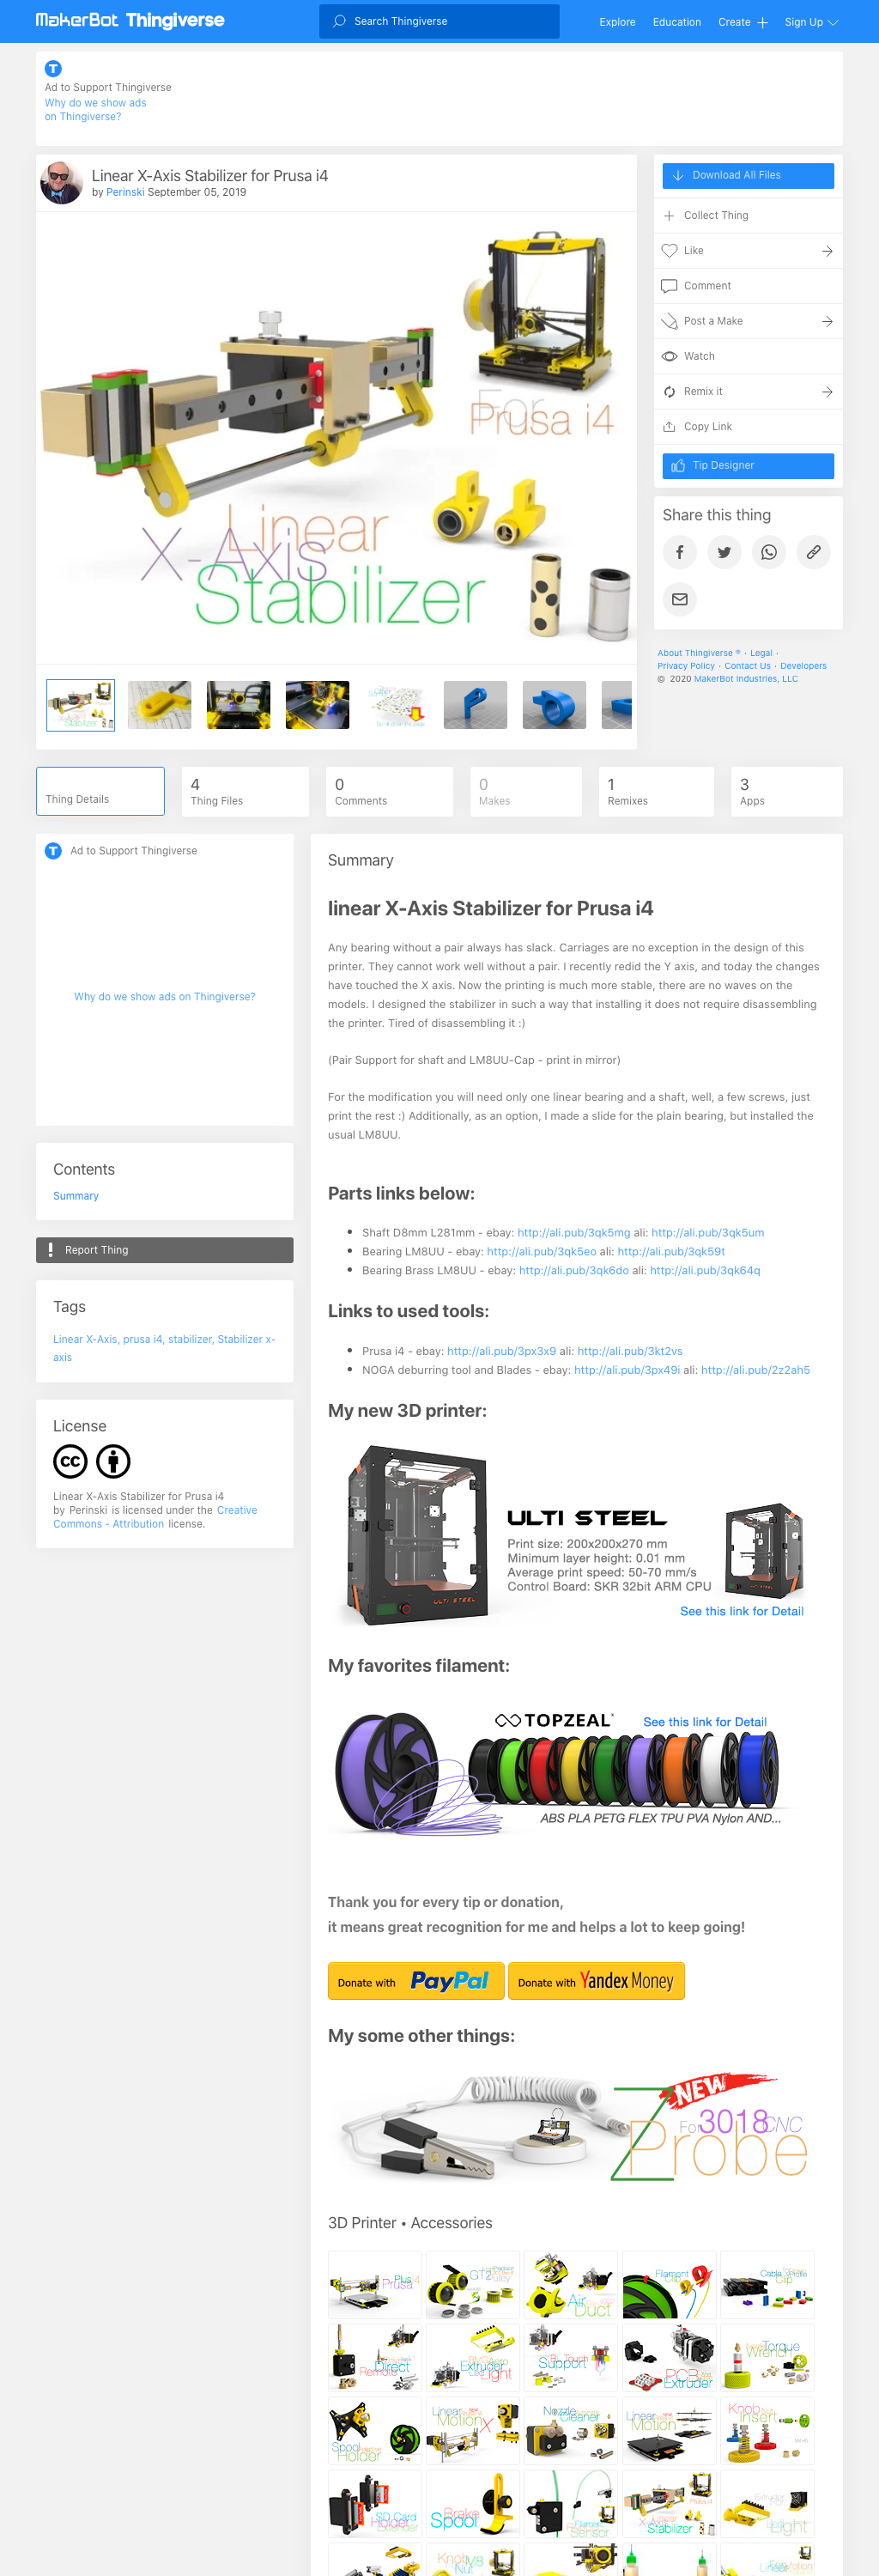 MakerBot Thingiverse
Search Thingiverse
Explore
Education
Create
Sign Up
Ad to Support Thingiverse
Why do we show ads
on Thingiverse?
Linear X-Axis Stabilizer for Prusa i4
by Perinski September 05, 2019
For
Prusa i4
Linear
X-Axis
Stabilizer
Download All Files
Collect Thing
Like
Comment
Post a Make
Watch
Remix it
Copy Link
Tip Designer
Share this thing
About Thingiverse ® · Legal ·
Privacy Policy · Contact Us · Developers
© 2020 MakerBot Industries, LLC
Thing Details
4
Thing Files
0
Comments
0
Makes
1
Remixes
3
Apps
Ad to Support Thingiverse
Why do we show ads on Thingiverse?
Contents
Summary
Report Thing
Tags
Linear X-Axis, prusa i4, stabilizer, Stabilizer x-
axis
License
Linear X-Axis Stabilizer for Prusa i4
by Perinski is licensed under the Creative
Commons - Attribution license.
Summary
linear X-Axis Stabilizer for Prusa i4
Any bearing without a pair always has slack. Carriages are no exception in the design of this
printer. They cannot work well without a pair. I recently redid the Y axis, and today the changes
have touched the X axis. Now the printing is much more stable, there are no waves on the
models. I designed the stabilizer in such a way that installing it does not require disassembling
the printer. Tired of disassembling it :)
(Pair Support for shaft and LM8UU-Cap - print in mirror)
For the modification you will need only one linear bearing and a shaft, well, a few screws, just
print the rest :) Additionally, as an option, I made a slide for the plain bearing, but installed the
usual LM8UU.
Parts links below:
• Shaft D8mm L281mm - ebay: http://ali.pub/3qk5mg ali: http://ali.pub/3qk5um
• Bearing LM8UU - ebay: http://ali.pub/3qk5eo ali: http://ali.pub/3qk59t
• Bearing Brass LM8UU - ebay: http://ali.pub/3qk6do ali: http://ali.pub/3qk64q
Links to used tools:
• Prusa i4 - ebay: http://ali.pub/3px3x9 ali: http://ali.pub/3kt2vs
• NOGA deburring tool and Blades - ebay: http://ali.pub/3px49i ali: http://ali.pub/2z2ah5
My new 3D printer:
ULTI STEEL
Print size: 200x200x270 mm
Minimum layer height: 0.01 mm
Average print speed: 50-70 mm/s
Control Board: SKR 32bit ARM CPU
See this link for Detail
ULTI STEEL
My favorites filament:
TOPZEAL®
See this link for Detail
ABS PLA PETG FLEX TPU PVA Nylon AND...
Thank you for every tip or donation,
it means great recognition for me and helps a lot to keep going!
Donate with PayPal
Donate with Yandex Money
My some other things:
NEW
For 3018 CNC
Z Probe
3D Printer • Accessories
Plus
Prusa i4
GT2
Air
Duct
Filament
Clip
Cable
Clip
Direct
Remote
Extruder
Light
Touch
Support
PCB
Extruder
Torque
Wrench
Spool
Holder
Linear
Motion X
Nozzle
Cleaner
Linear
Motion
Knob
Insert
SD Card
Holder
Brake
Spool
Filament
Sensor
Prusa i4
Stabilizer
Light
Knob
Nut